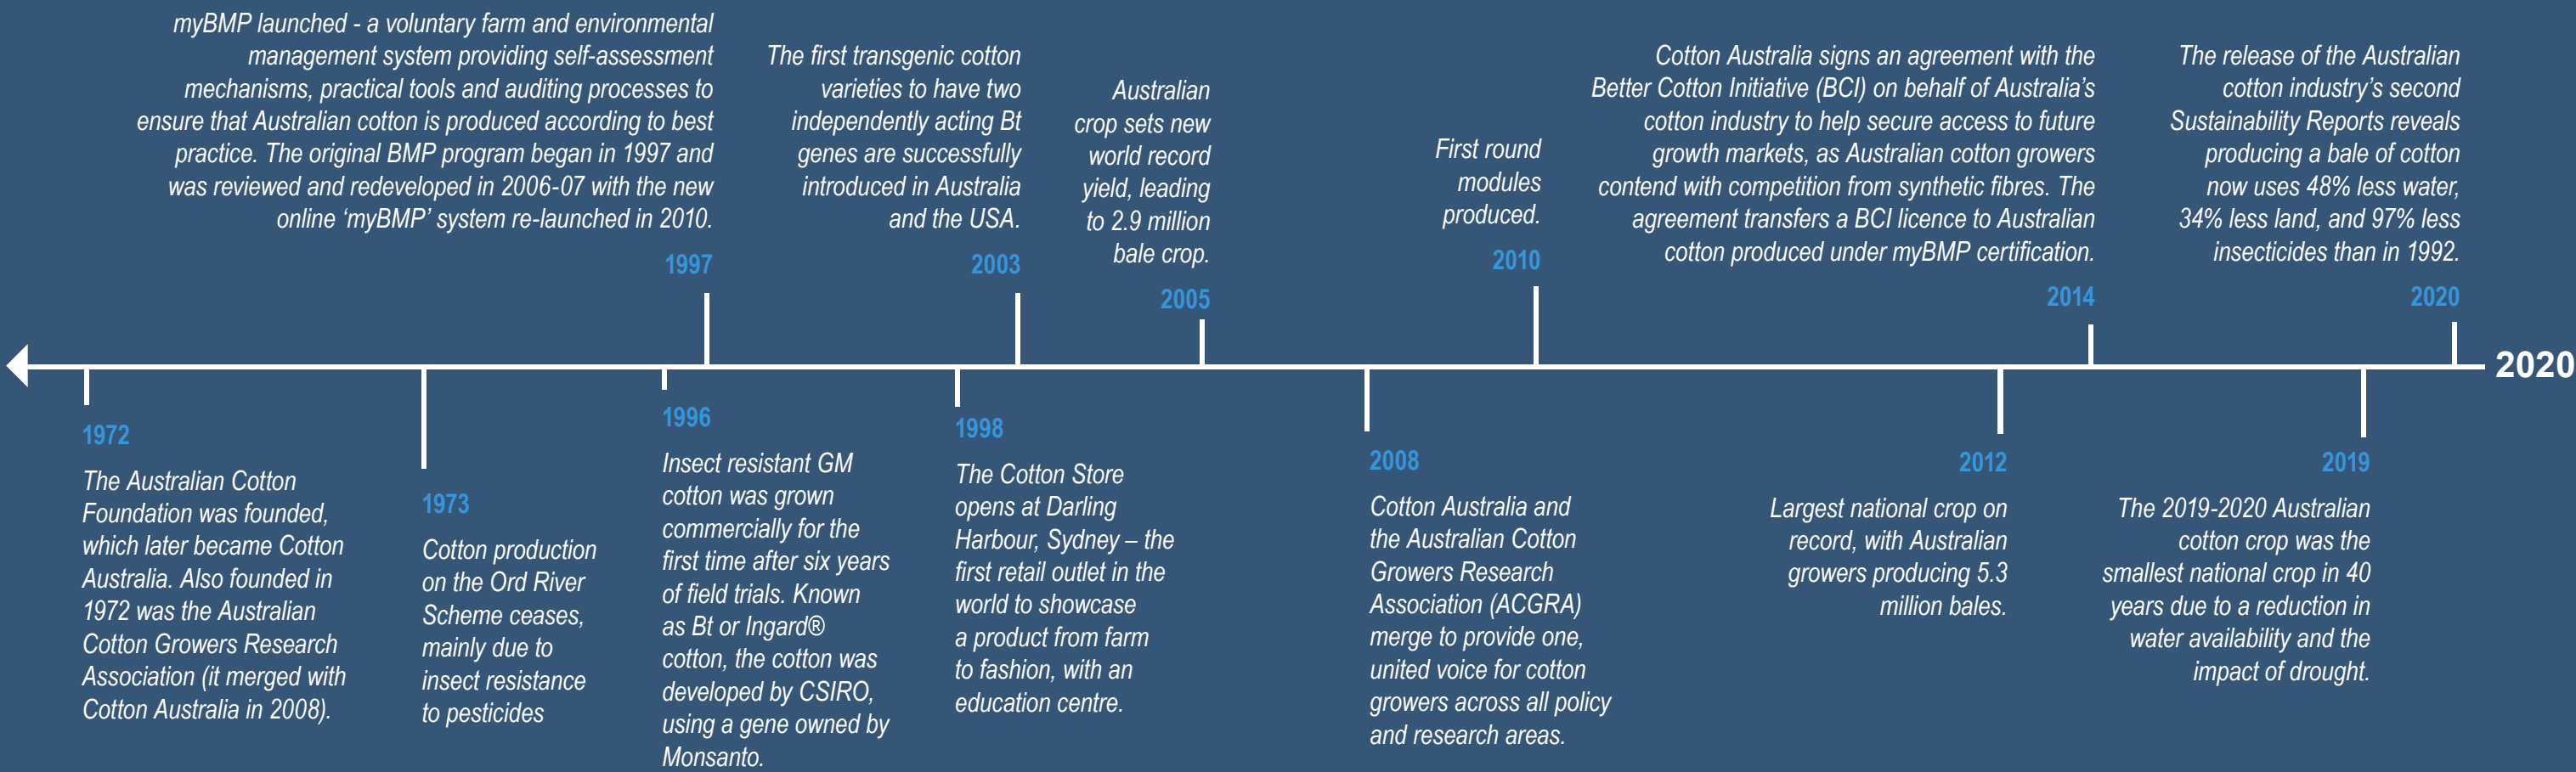 myBMP launched - a voluntary farm and environmental
management system providing self-assessment
mechanisms, practical tools and auditing processes to
ensure that Australian cotton is produced according to best
practice. The original BMP program began in 1997 and
was reviewed and redeveloped in 2006-07 with the new
online ‘myBMP’ system re-launched in 2010.
1997
The first transgenic cotton
varieties to have two
independently acting Bt
genes are successfully
introduced in Australia
and the USA.
2003
Australian
crop sets new
world record
yield, leading
to 2.9 million
bale crop.
2005
First round
modules
produced.
2010
Cotton Australia signs an agreement with the
Better Cotton Initiative (BCI) on behalf of Australia’s
cotton industry to help secure access to future
growth markets, as Australian cotton growers
contend with competition from synthetic fibres. The
agreement transfers a BCI licence to Australian
cotton produced under myBMP certification.
2014
The release of the Australian
cotton industry’s second
Sustainability Reports reveals
producing a bale of cotton
now uses 48% less water,
34% less land, and 97% less
insecticides than in 1992.
2020
2020
1972
The Australian Cotton
Foundation was founded,
which later became Cotton
Australia. Also founded in
1972 was the Australian
Cotton Growers Research
Association (it merged with
Cotton Australia in 2008).
1973
Cotton production
on the Ord River
Scheme ceases,
mainly due to
insect resistance
to pesticides
1996
Insect resistant GM
cotton was grown
commercially for the
first time after six years
of field trials. Known
as Bt or Ingard®
cotton, the cotton was
developed by CSIRO,
using a gene owned by
Monsanto.
1998
The Cotton Store
opens at Darling
Harbour, Sydney – the
first retail outlet in the
world to showcase
a product from farm
to fashion, with an
education centre.
2008
Cotton Australia and
the Australian Cotton
Growers Research
Association (ACGRA)
merge to provide one,
united voice for cotton
growers across all policy
and research areas.
2012
Largest national crop on
record, with Australian
growers producing 5.3
million bales.
2019
The 2019-2020 Australian
cotton crop was the
smallest national crop in 40
years due to a reduction in
water availability and the
impact of drought.